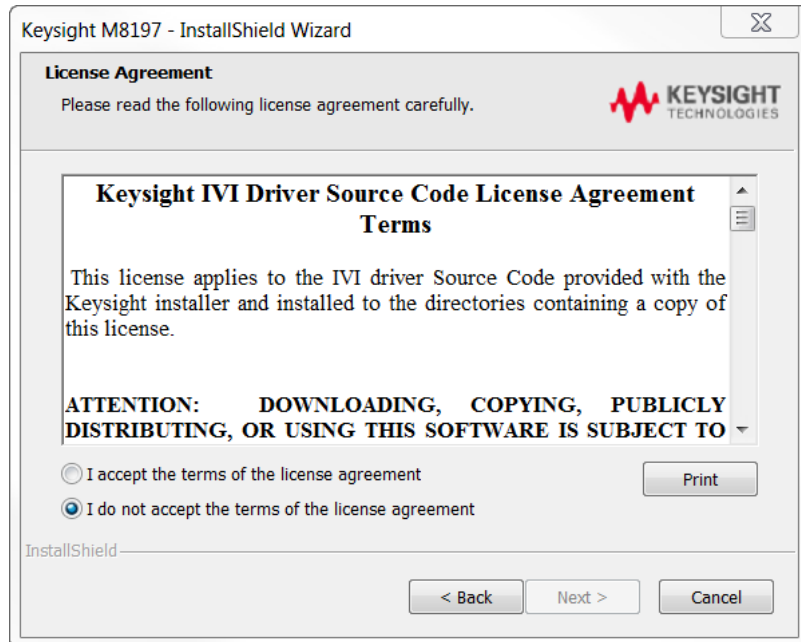 Keysight M8197 - InstallShield Wizard
License Agreement
Please read the following license agreement carefully.
KEYSIGHT
TECHNOLOGIES
Keysight IVI Driver Source Code License Agreement
Terms
This license applies to the IVI driver Source Code provided with the
Keysight installer and installed to the directories containing a copy of
this license.
ATTENTION: DOWNLOADING, COPYING, PUBLICLY
DISTRIBUTING, OR USING THIS SOFTWARE IS SUBJECT TO
I accept the terms of the license agreement
Print
I do not accept the terms of the license agreement
InstallShield
< Back
Next >
Cancel